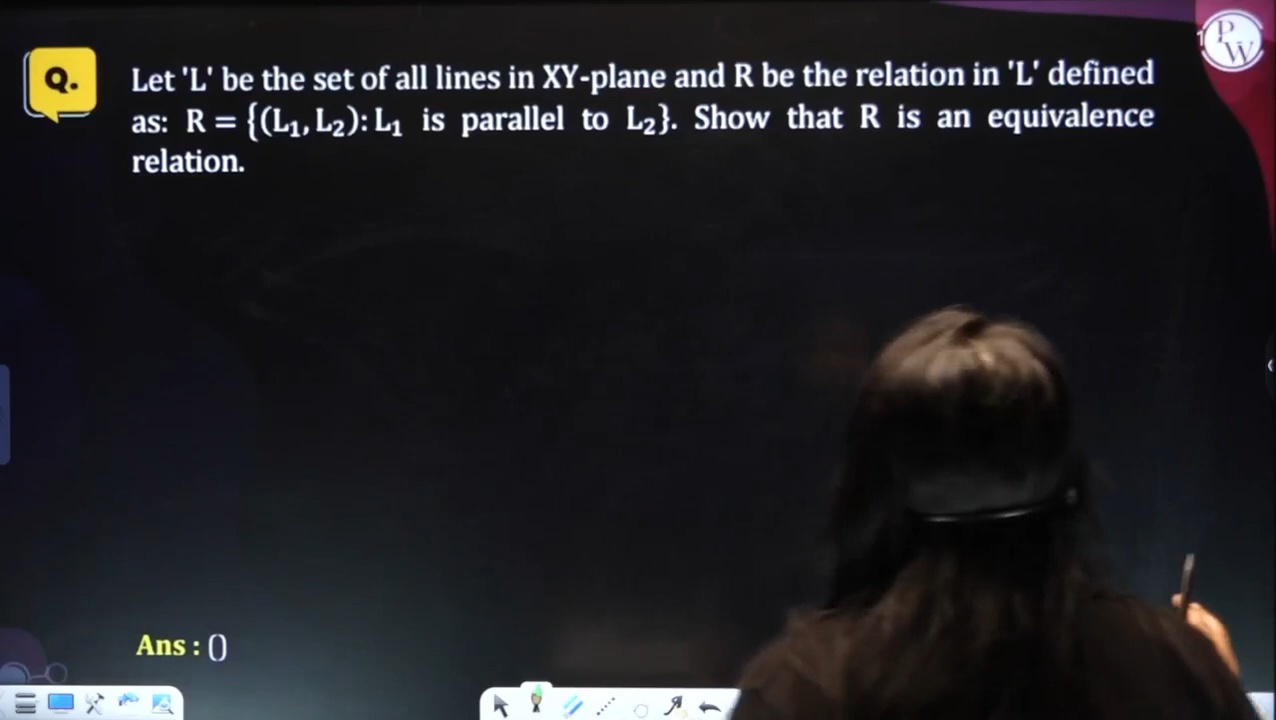 Q.
Let 'L' be the set of all lines in XY-plane and R be the relation in 'L' defined
as: R = {(L₁, L₂): L₁ is parallel to L₂}. Show that R is an equivalence
relation.
PW
Ans : ()